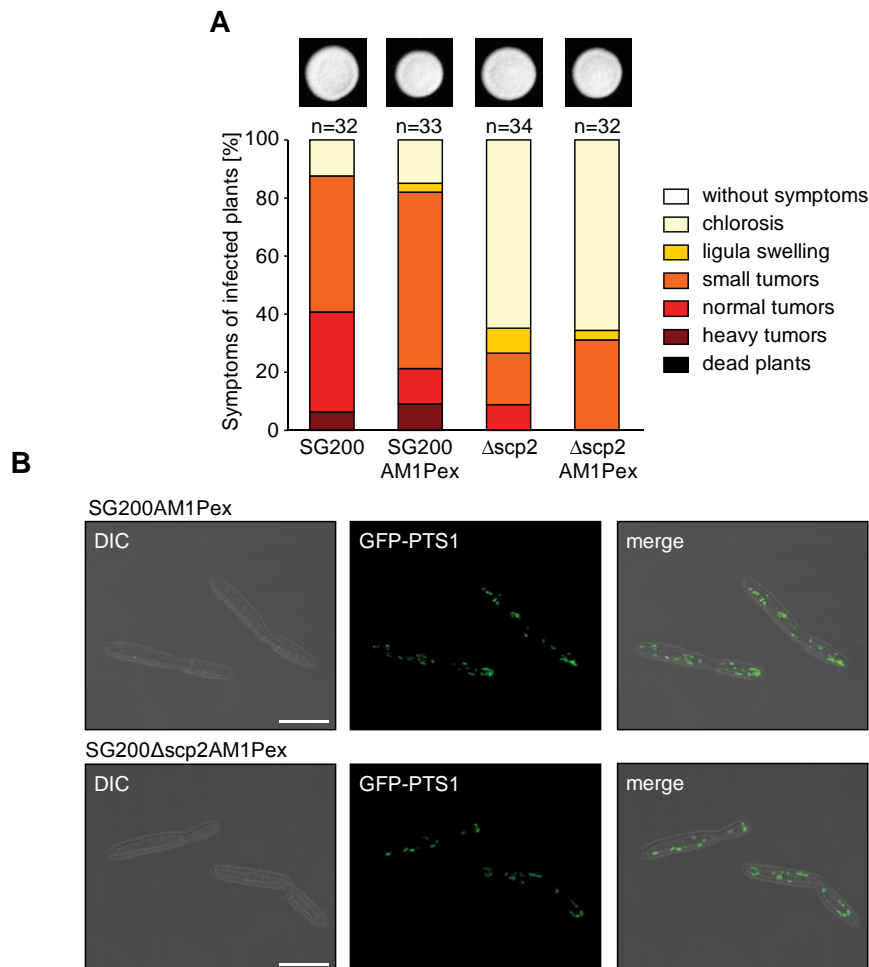 A
n=32 n=33 n=34 n=32
Symptoms of infected plants [%]
100
80
60
40
20
0
SG200 SG200 Δscp2 Δscp2
AM1Pex AM1Pex
without symptoms
chlorosis
ligula swelling
small tumors
normal tumors
heavy tumors
dead plants
B
SG200AM1Pex
DIC GFP-PTS1 merge
SG200Δscp2AM1Pex
DIC GFP-PTS1 merge